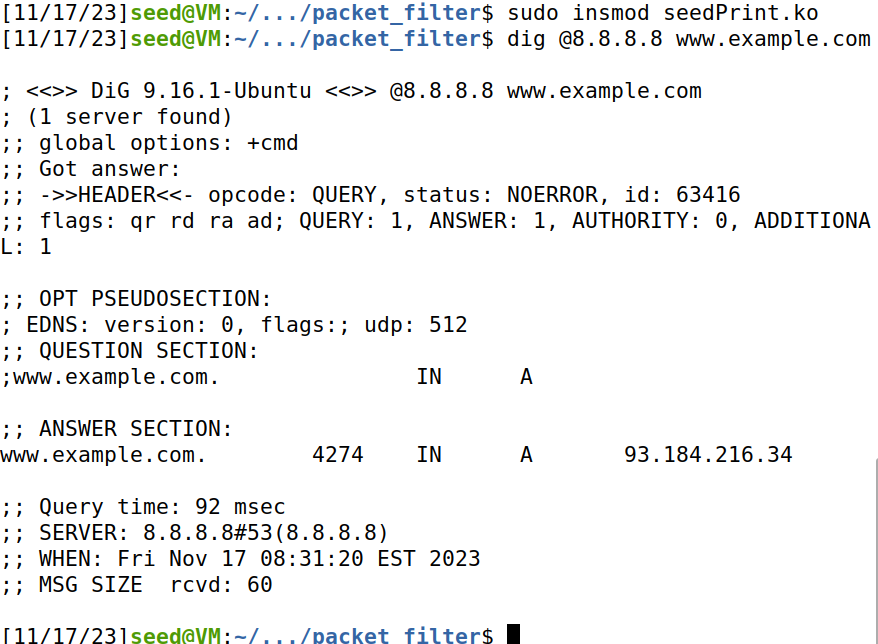 [11/17/23]seed@VM:~/.../packet_filter$ sudo insmod seedPrint.ko
[11/17/23]seed@VM:~/.../packet_filter$ dig @8.8.8.8 www.example.com

; <<>> DiG 9.16.1-Ubuntu <<>> @8.8.8.8 www.example.com
; (1 server found)
;; global options: +cmd
;; Got answer:
;; ->>HEADER<<- opcode: QUERY, status: NOERROR, id: 63416
;; flags: qr rd ra ad; QUERY: 1, ANSWER: 1, AUTHORITY: 0, ADDITIONA
L: 1

;; OPT PSEUDOSECTION:
; EDNS: version: 0, flags:; udp: 512
;; QUESTION SECTION:
;www.example.com.               IN      A

;; ANSWER SECTION:
www.example.com.        4274    IN      A       93.184.216.34

;; Query time: 92 msec
;; SERVER: 8.8.8.8#53(8.8.8.8)
;; WHEN: Fri Nov 17 08:31:20 EST 2023
;; MSG SIZE  rcvd: 60

[11/17/23]seed@VM:~/.../packet_filter$